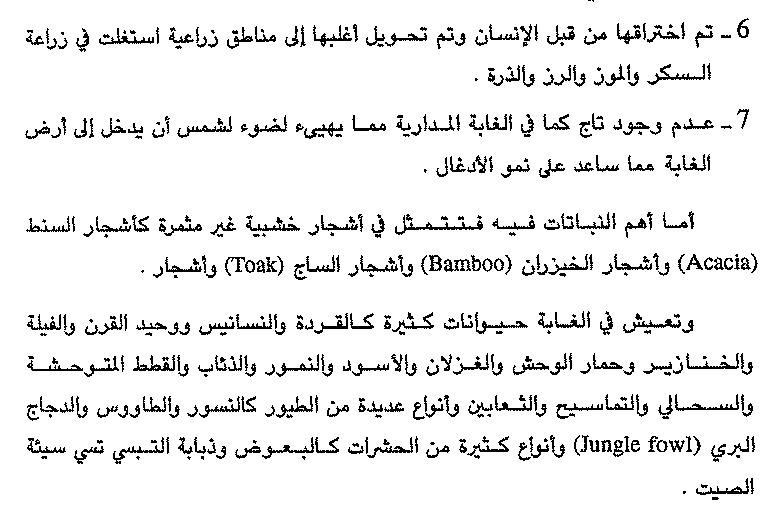 6 ـ تم اختراقها من قبل الإنسان وتم تحويل أغلبها إلى مناطق زراعية استغلت في زراعة
السكر والموز والرز والذرة .
7 ـ عدم وجود تاج كما في الغابة المدارية مما يهييء لضوء لشمس أن يدخل إلى أرض
الغابة مما ساعد على نمو الأدغال .
أما أهم النباتات فيه فتتمثل في أشجار خشبية غير مثمرة كأشجار السنط
(Acacia) وأشجار الخيزران (Bamboo) وأشجار الساج (Toak) وأشجار .
وتعيش في الغابة حيوانات كثيرة كالقردة والنسانيس ووحيد القرن والفيلة
والخنازير وحمار الوحش والغزلان والأسود والنمور والذئاب والقطط المتوحشة
والسحالي والتماسيح والثعابين وأنواع عديدة من الطيور كالنسور والطاووس والدجاج
البري (Jungle fowl) وأنواع كثيرة من الحشرات كالبعوض وذبابة التبسي تسي سيئة
الصيت .